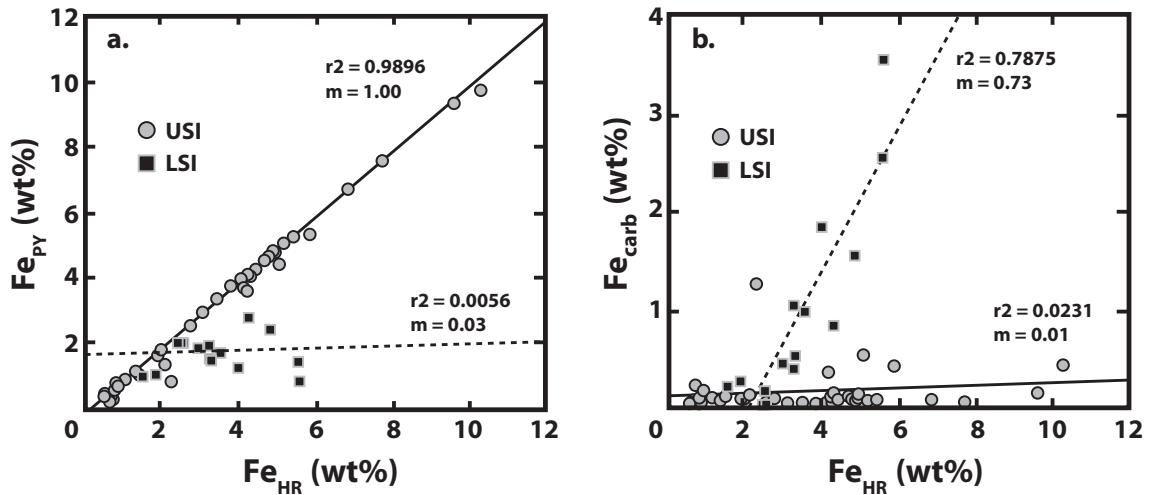 a.
r2 = 0.9896
m = 1.00
USI
LSI
r2 = 0.0056
m = 0.03
12
10
8
6
4
2
0 2 4 6 8 10 12
Fe_PY (wt%)
Fe_HR (wt%)
b.
r2 = 0.7875
m = 0.73
USI
LSI
r2 = 0.0231
m = 0.01
4
3
2
1
0 2 4 6 8 10 12
Fe_carb (wt%)
Fe_HR (wt%)